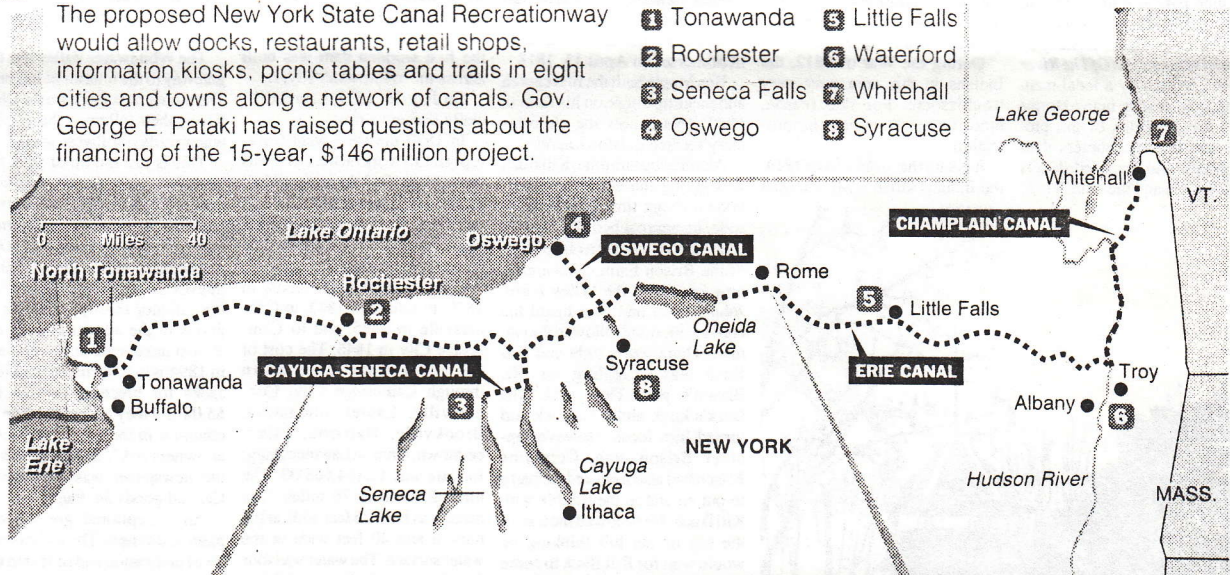 The proposed New York State Canal Recreationway
would allow docks, restaurants, retail shops,
information kiosks, picnic tables and trails in eight
cities and towns along a network of canals. Gov.
George E. Pataki has raised questions about the
financing of the 15-year, $146 million project.
1 Tonawanda
2 Rochester
3 Seneca Falls
4 Oswego
5 Little Falls
6 Waterford
7 Whitehall
8 Syracuse
Lake George
7
Whitehall
VT.
CHAMPLAIN CANAL
0 Miles 40
Lake Ontario
Oswego
4
OSWEGO CANAL
North Tonawanda
Rochester
Rome
1
2
5
Little Falls
Oneida
Lake
Syracuse
8
CAYUGA-SENECA CANAL
ERIE CANAL
Tonawanda
Buffalo
3
Troy
Albany
6
Lake
Erie
NEW YORK
Cayuga
Lake
Seneca
Lake
Ithaca
Hudson River
MASS.